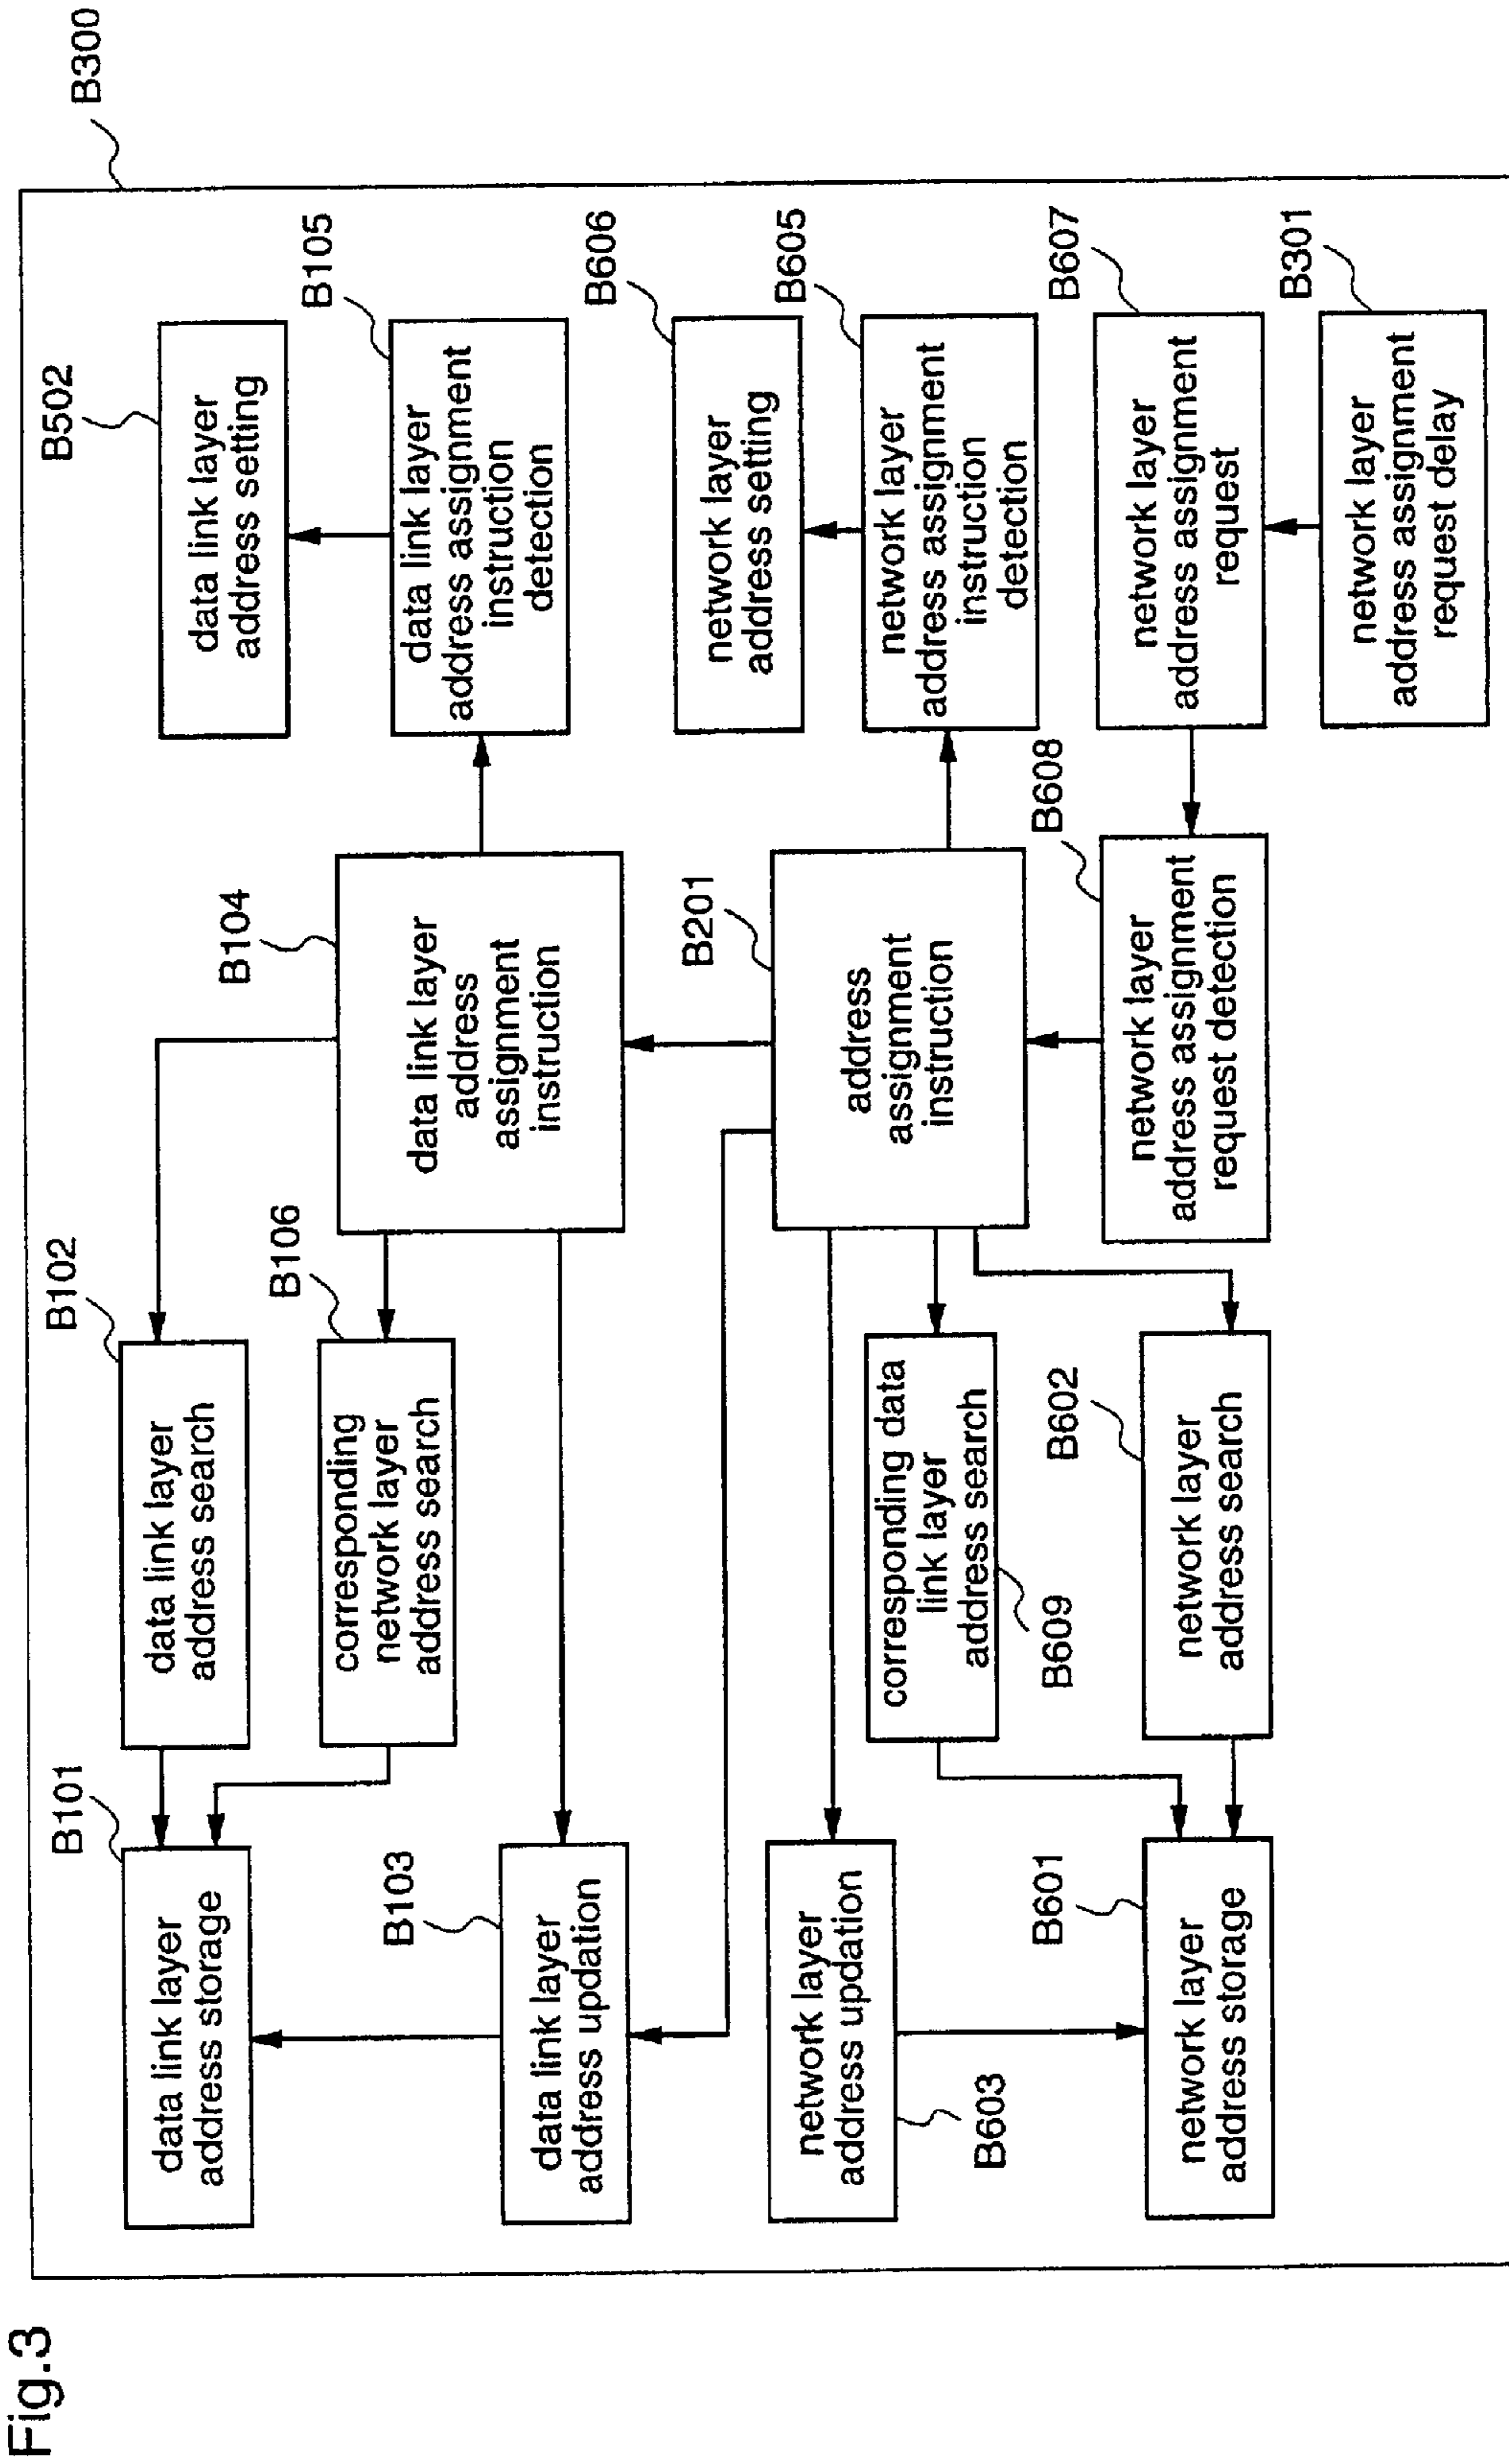 Fig.3
B300
B101
data link layer
address storage
B102
data link layer
address search
B502
data link layer
address setting
B106
corresponding
network layer
address search
B104
data link layer
address
assignment
instruction
B105
data link layer
address assignment
instruction
detection
B103
data link layer
address updation
B606
network layer
address setting
network layer
address updation
B603
corresponding data
link layer
address search
B609
B201
address
assignment
instruction
B605
network layer
address assignment
instruction
detection
B601
network layer
address storage
B602
network layer
address search
B608
network layer
address assignment
request detection
B607
network layer
address assignment
request
B301
network layer
address assignment
request delay